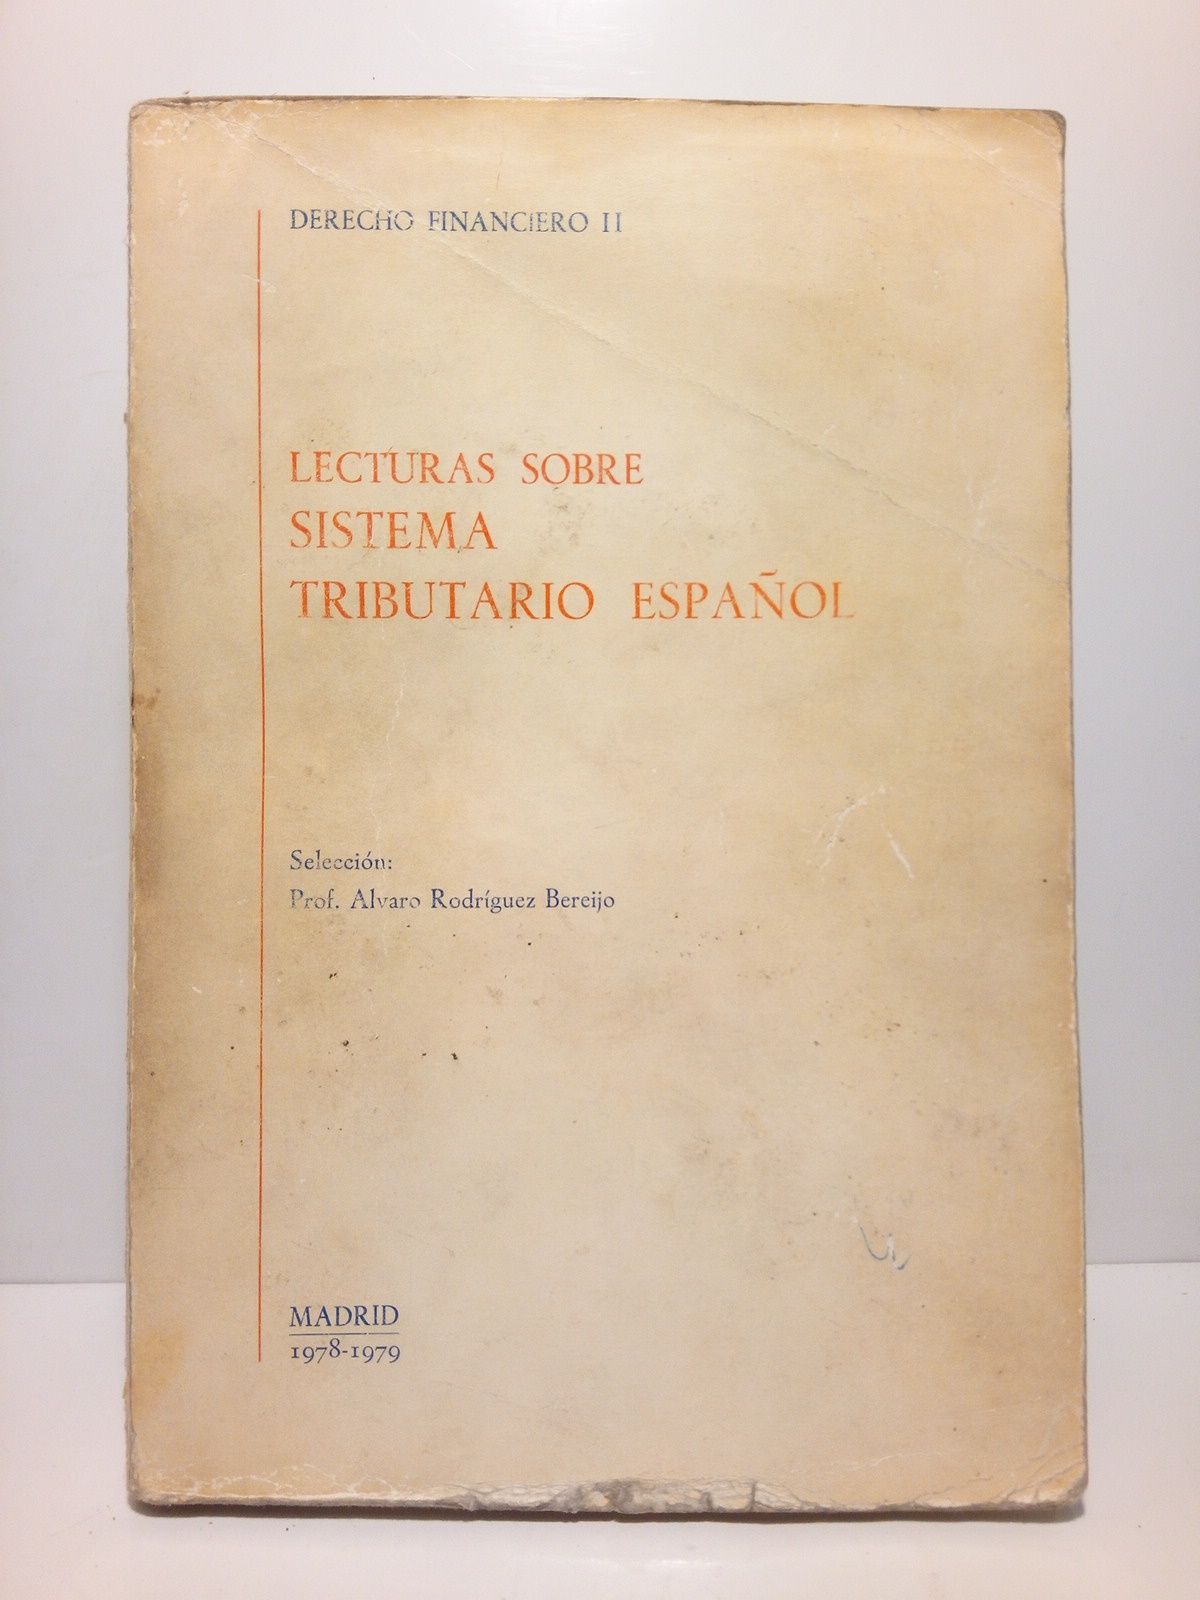 DERECHO FINANCIERO II
LECTURAS SOBRE
SISTEMA
TRIBUTARIO ESPAÑOL
Selección:
Prof. Alvaro Rodríguez Bereijo
MADRID
1978-1979